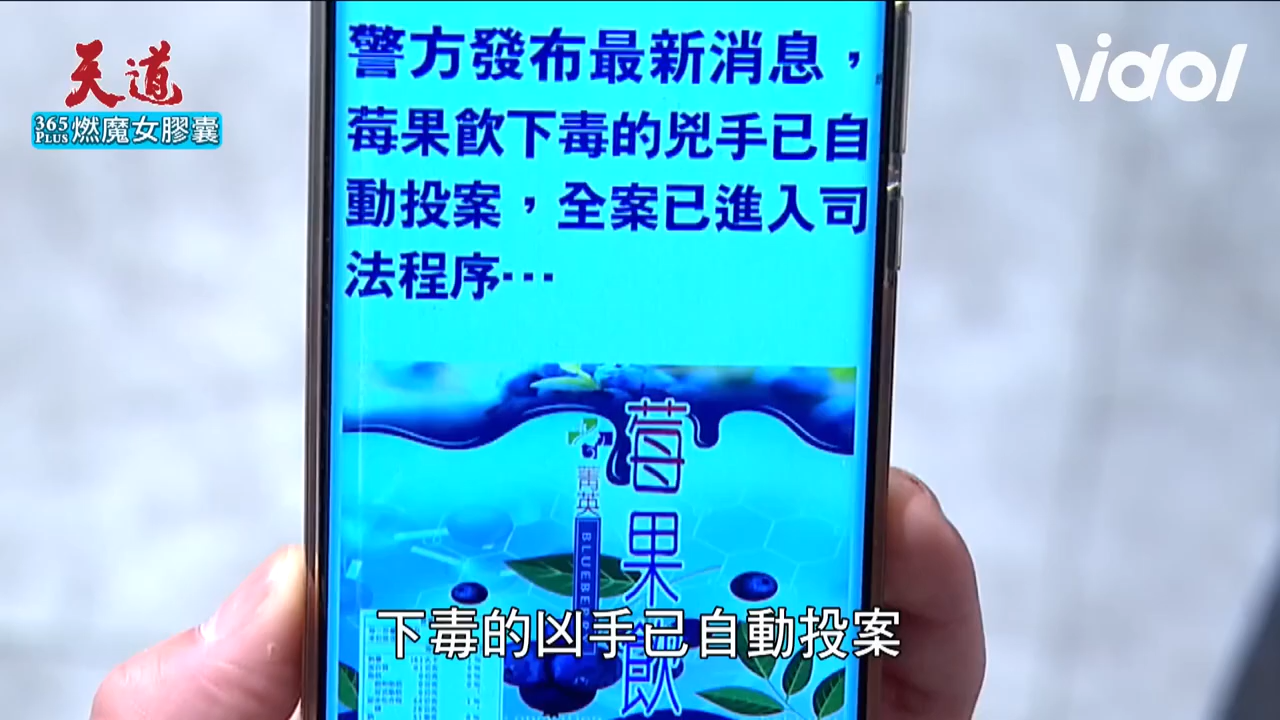 天道
365 PLUS 燃魔女膠囊
vidol
警方發布最新消息，
莓果飲下毒的兇手已自
動投案，全案已進入司
法程序…
菁英
莓果飲
下毒的凶手已自動投案